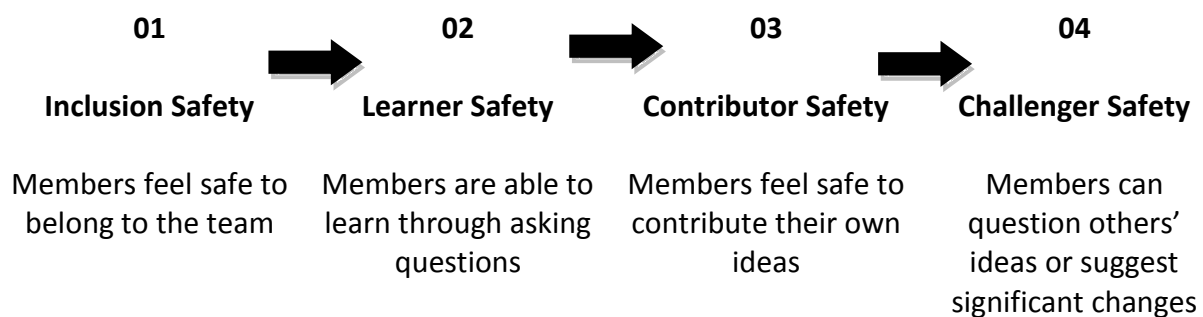 01
Inclusion Safety
Members feel safe to
belong to the team
02
Learner Safety
Members are able to
learn through asking
questions
03
Contributor Safety
Members feel safe to
contribute their own
ideas
04
Challenger Safety
Members can
question others’
ideas or suggest
significant changes